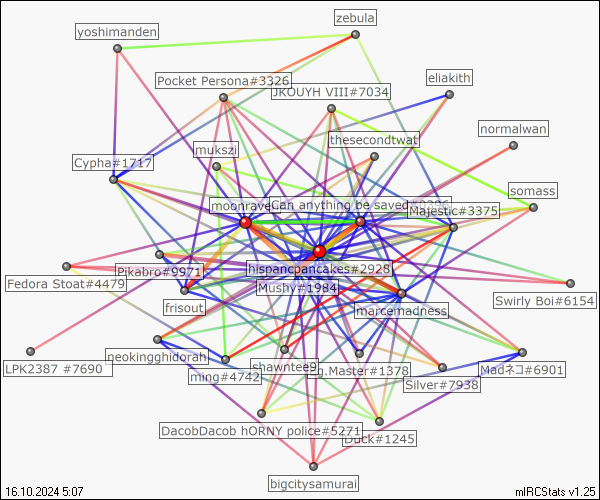 zebula
yoshimanden
Pocket Persona#3326
eliakith
JKOUYH VIII#7034
normalwan
thesecondtwat
mukszi
Cypha#1717
somass
moonrave
Can anything be saved
Majestic#3375
hispancpancakes#2928
Pikabro#9971
Fedora Stoat#4479
Mushy#1984
Swirly Boi#6154
frisout
marcemadness
neokingghidorah
LPK2387 #7690
shawntee9
g.Master#1378
Madネコ#6901
ming#4742
Silver#7938
DacobDacob hORNY police#5271
Duck#1245
bigcitysamurai
16.10.2024 5:07
mIRCStats v1.25